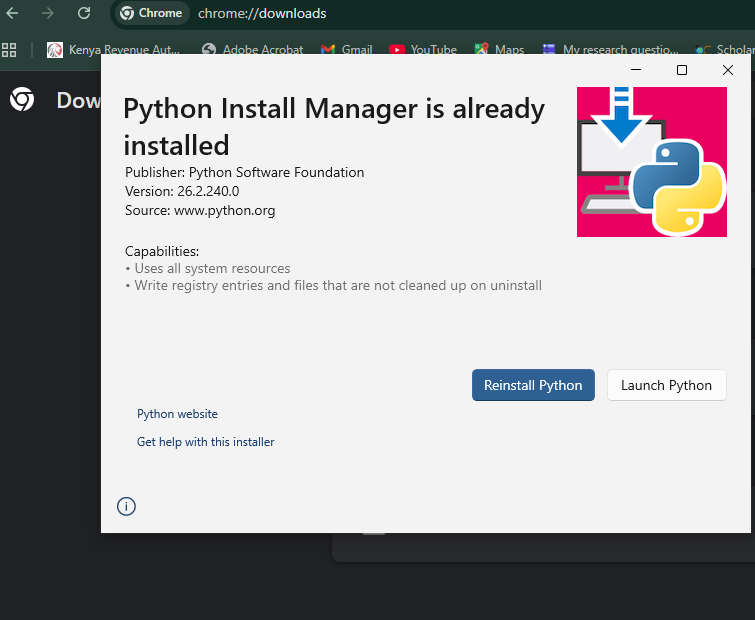 Chrome
chrome://downloads
Kenya Revenue Aut...
Adobe Acrobat
Gmail
YouTube
Maps
My research questio...
Python Install Manager is already
installed
Publisher: Python Software Foundation
Version: 26.2.240.0
Source: www.python.org
Capabilities:
• Uses all system resources
• Write registry entries and files that are not cleaned up on uninstall
Reinstall Python
Launch Python
Python website
Get help with this installer